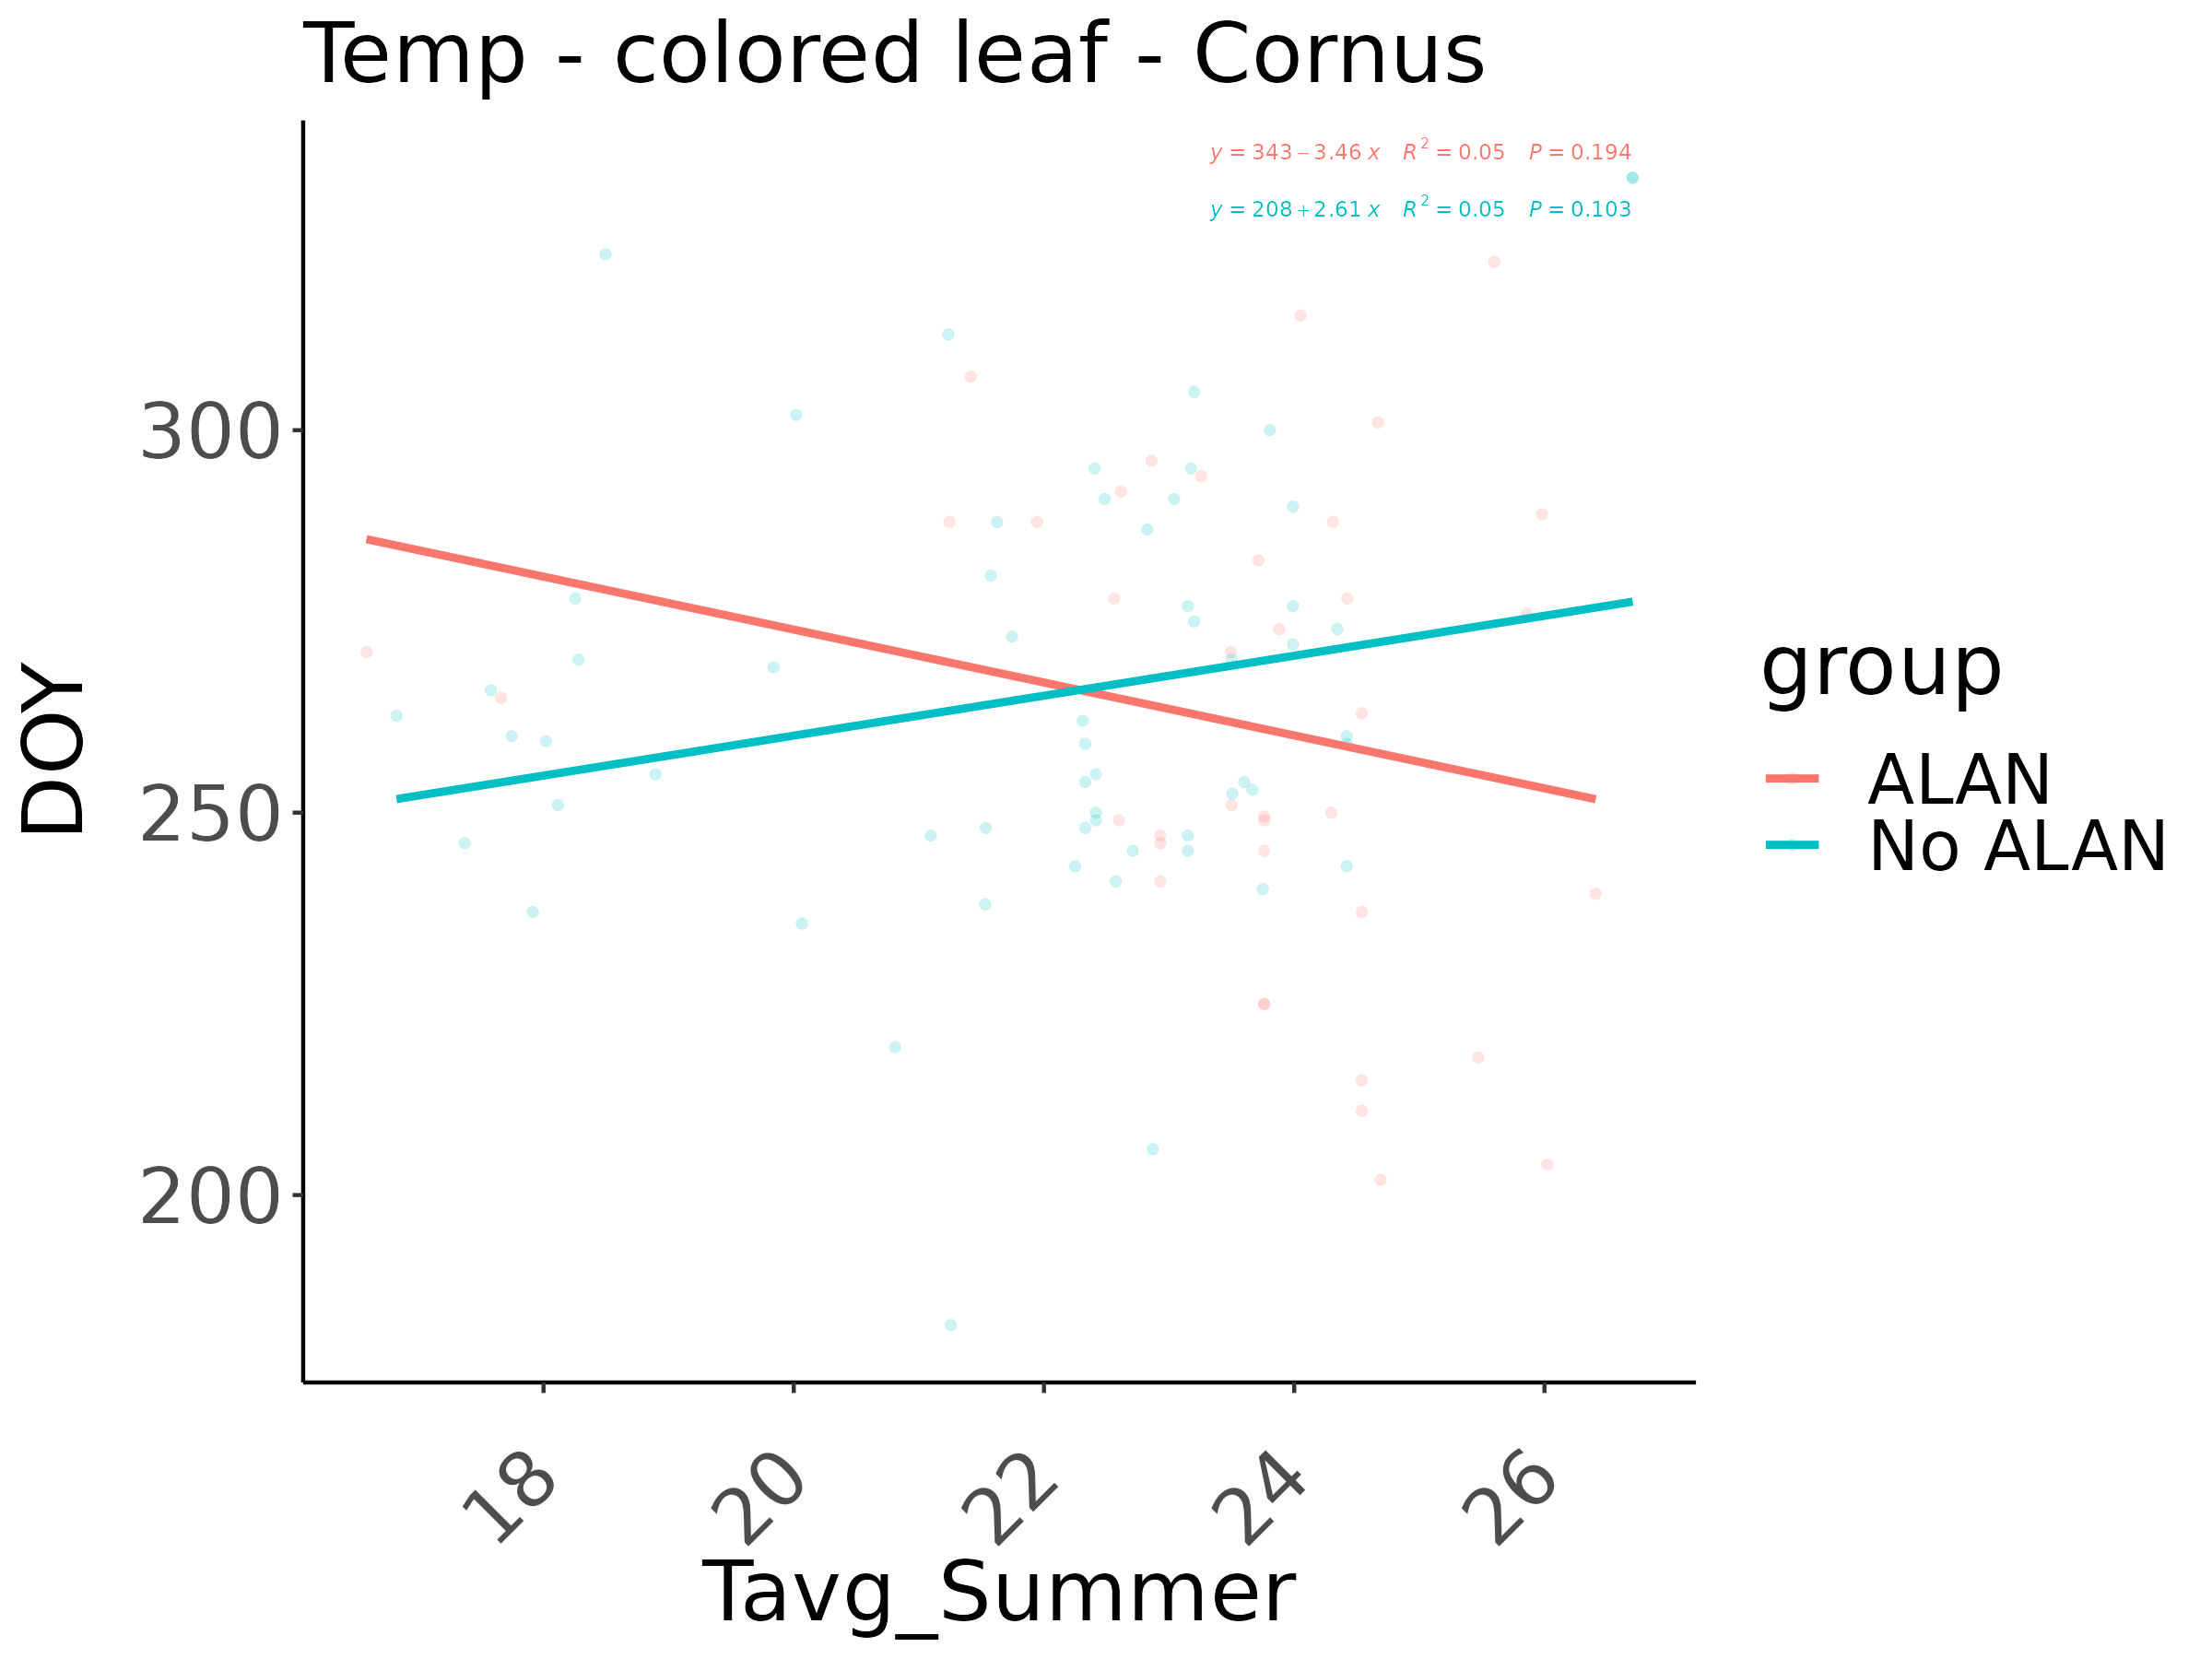 Temp - colored leaf - Cornus
y = 343 − 3.46 x R² = 0.05 P = 0.194
y = 208 + 2.61 x R² = 0.05 P = 0.103
DOY
300
250
200
18 20 22 24 26
Tavg_Summer
group
ALAN
No ALAN